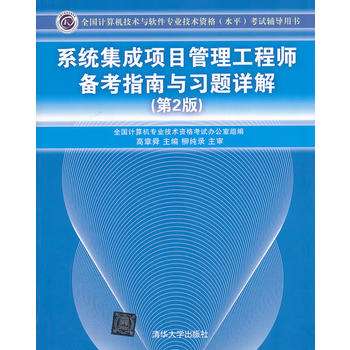 全国计算机技术与软件专业技术资格(水平)考试辅导用书
系统集成项目管理工程师
备考指南与习题详解
(第2版)
全国计算机专业技术资格考试办公室组编
高章舜 主编 柳纯录 主审
清华大学出版社